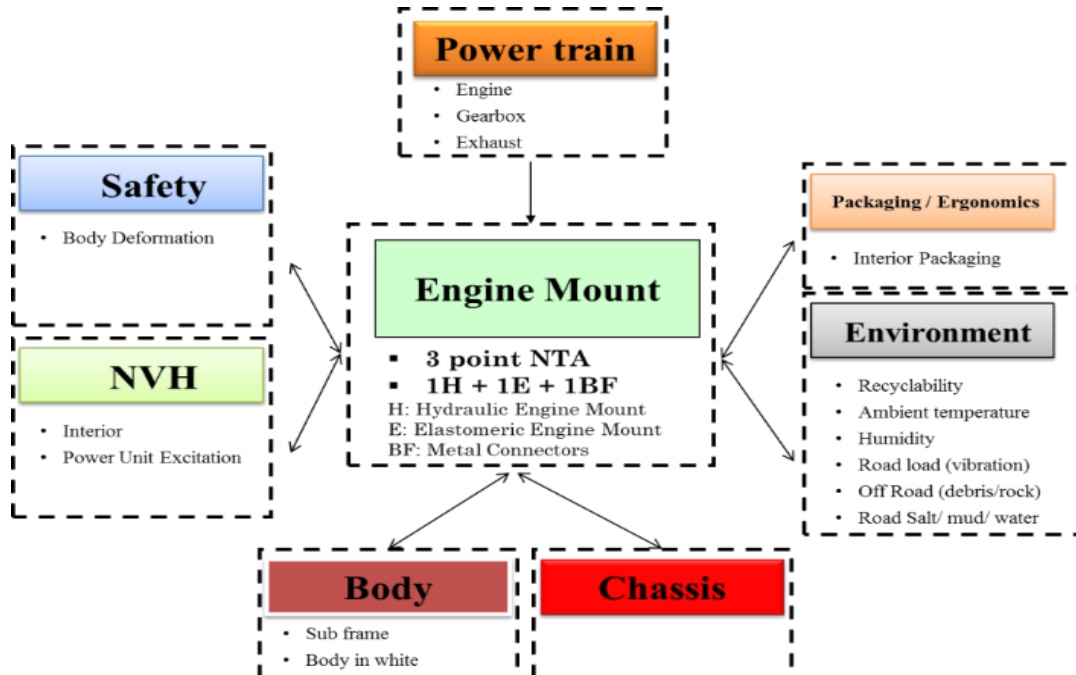 Power train
• Engine
• Gearbox
• Exhaust
Safety
• Body Deformation
NVH
• Interior
• Power Unit Excitation
Engine Mount
▪ 3 point NTA
▪ 1H + 1E + 1BF
H: Hydraulic Engine Mount
E: Elastomeric Engine Mount
BF: Metal Connectors
Packaging / Ergonomics
• Interior Packaging
Environment
• Recyclability
• Ambient temperature
• Humidity
• Road load (vibration)
• Off Road (debris/rock)
• Road Salt/ mud/ water
Body
• Sub frame
• Body in white
Chassis